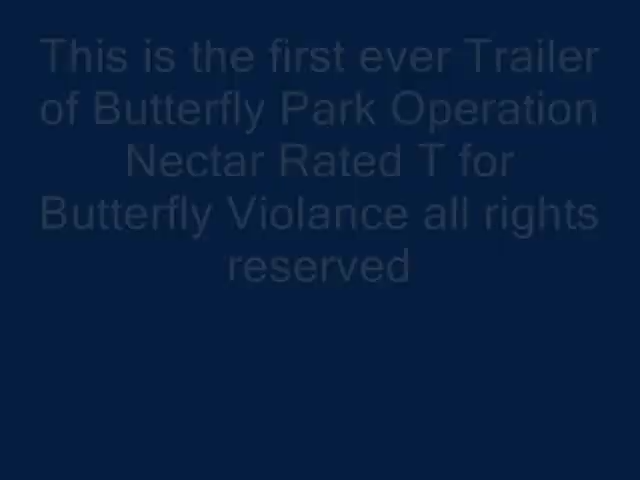 This is the first ever Trailer
of Butterfly Park Operation
Nectar Rated T for
Butterfly Violance all rights
reserved